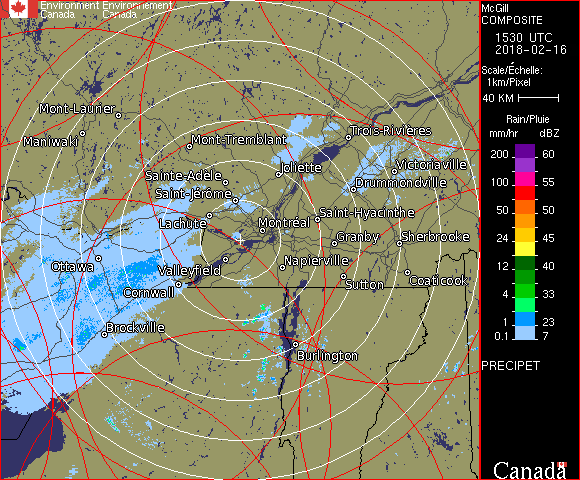 Environment Environnement
Canada Canada
McGill
COMPOSITE
1530 UTC
2018-02-16
Scale/Échelle:
1km/Pixel
40 KM
Rain/Pluie
mm/hr dBZ
200 60
100 55
50 50
24 45
12 40
4 33
1 23
0.1 7
PRECIPET
Canada
Mont-Laurier
Maniwaki
Mont-Tremblant
Trois-Rivières
Joliette
Victoriaville
Sainte-Adèle
Drummondville
Saint-Jérôme
Lachute
Saint-Hyacinthe
Montréal
Granby
Sherbrooke
Ottawa
Valleyfield
Napierville
Cornwall
Sutton
Coaticook
Brockville
Burlington